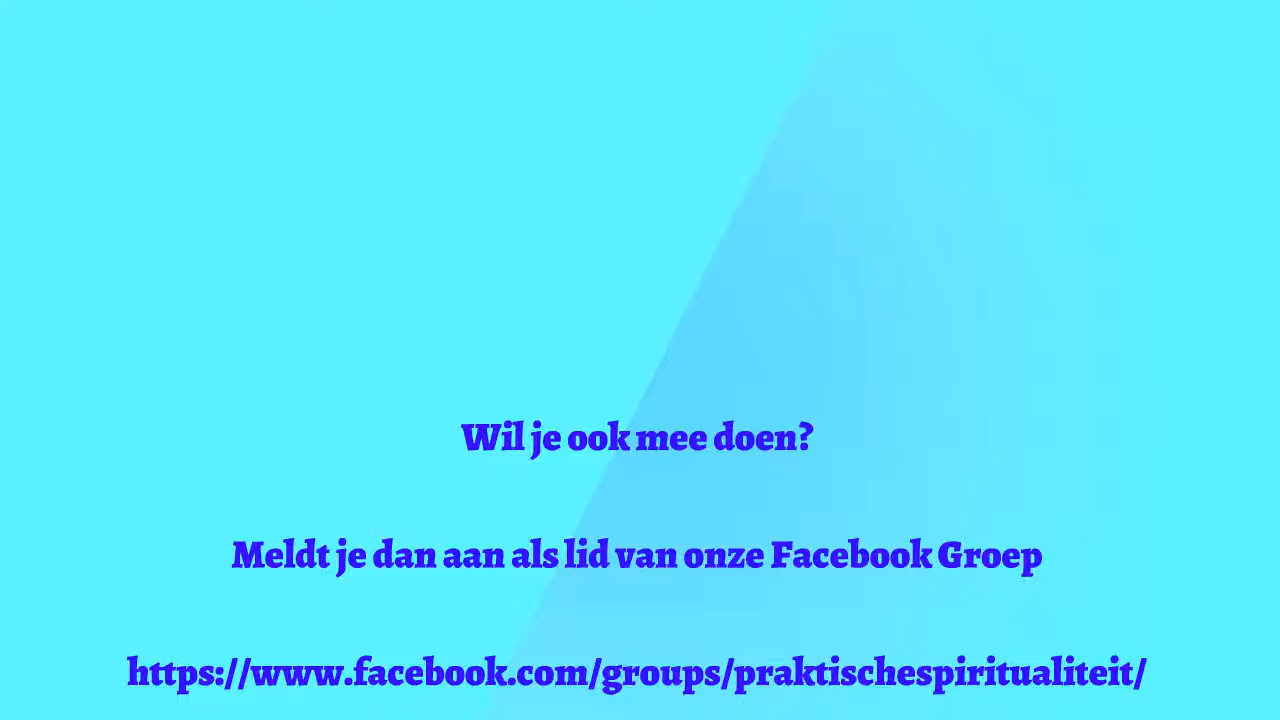 Wil je ook mee doen?
Meldt je dan aan als lid van onze Facebook Groep
https://www.facebook.com/groups/praktischespiritualiteit/